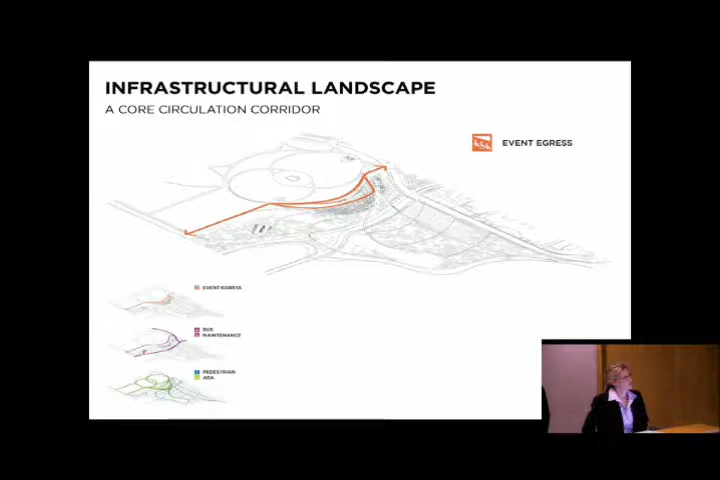 INFRASTRUCTURAL LANDSCAPE
A CORE CIRCULATION CORRIDOR
EVENT EGRESS
EVENT EGRESS
BUS
MAINTENANCE
PEDESTRIAN
ADA